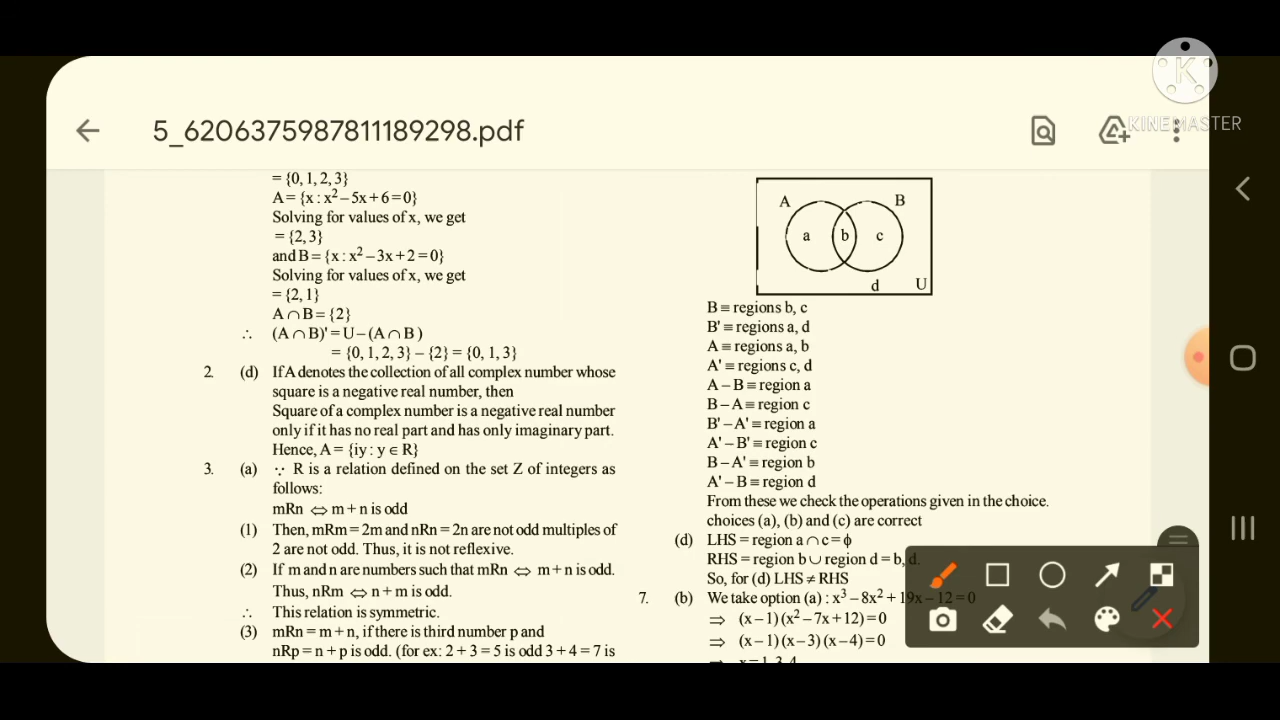 5_6206375987811189298.pdf
KINEMASTER
= {0, 1, 2, 3}
A = {x : x² – 5x + 6 = 0}
Solving for values of x, we get
= {2, 3}
and B = {x : x² – 3x + 2 = 0}
Solving for values of x, we get
= {2, 1}
A ∩ B = {2}
∴ (A ∩ B)' = U – (A ∩ B)
= {0, 1, 2, 3} – {2} = {0, 1, 3}
2. (d) If A denotes the collection of all complex number whose
square is a negative real number, then
Square of a complex number is a negative real number
only if it has no real part and has only imaginary part.
Hence, A = {iy : y ∈ R}
3. (a) ∵ R is a relation defined on the set Z of integers as
follows:
mRn ⇔ m + n is odd
(1) Then, mRm = 2m and nRn = 2n are not odd multiples of
2 are not odd. Thus, it is not reflexive.
(2) If m and n are numbers such that mRn ⇔ m + n is odd.
Thus, nRm ⇔ n + m is odd.
∴ This relation is symmetric.
(3) mRn = m + n, if there is third number p and
nRp = n + p is odd. (for ex: 2 + 3 = 5 is odd 3 + 4 = 7 is
A B
a b c
d U
B ≡ regions b, c
B' ≡ regions a, d
A ≡ regions a, b
A' ≡ regions c, d
A – B ≡ region a
B – A ≡ region c
B' – A' ≡ region a
A' – B' ≡ region c
B – A' ≡ region b
A' – B ≡ region d
From these we check the operations given in the choice.
choices (a), (b) and (c) are correct
(d) LHS = region a ∩ c = ϕ
RHS = region b ∪ region d = b, d.
So, for (d) LHS ≠ RHS
7. (b) We take option (a) : x³ – 8x² + 19x – 12 = 0
⇒ (x – 1) (x² – 7x + 12) = 0
⇒ (x – 1) (x – 3) (x – 4) = 0
⇒ x = 1, 3, 4